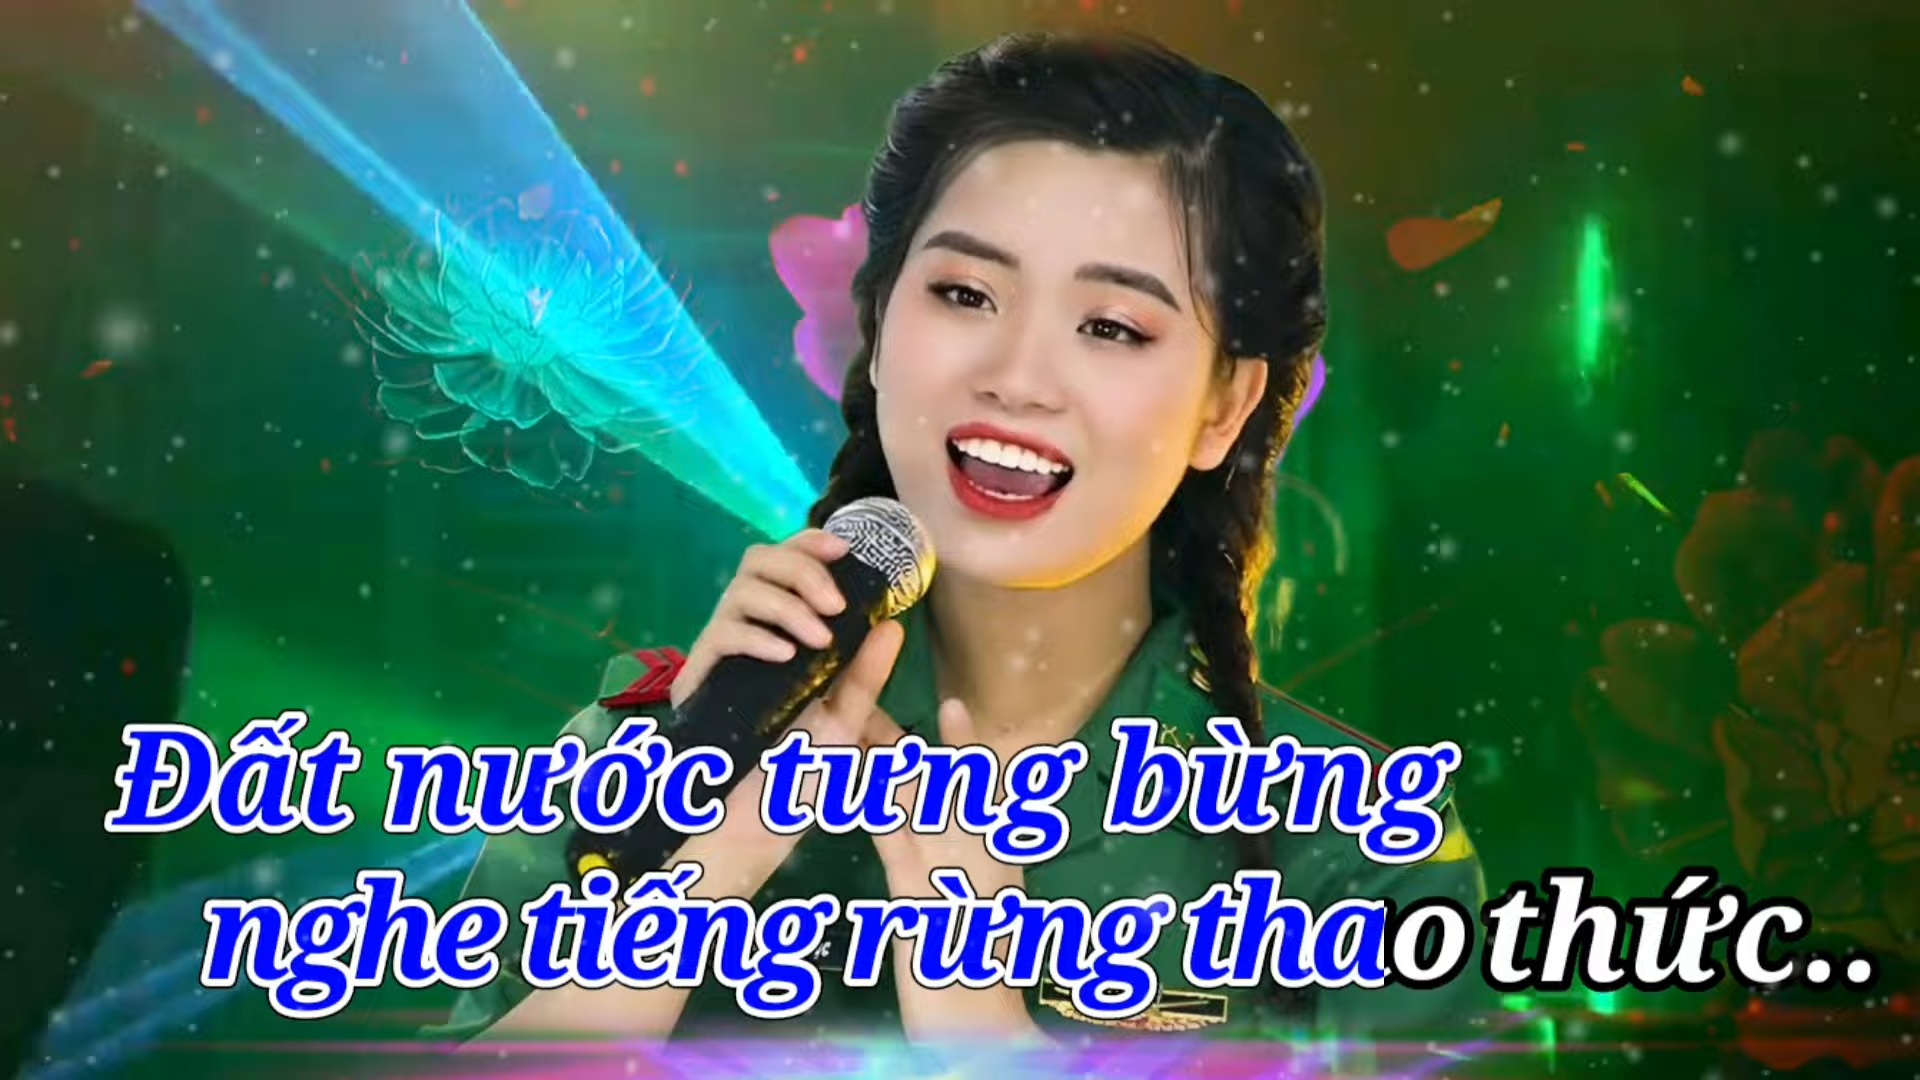 Đất nước tưng bừng
nghe tiếng rừng thao thức..